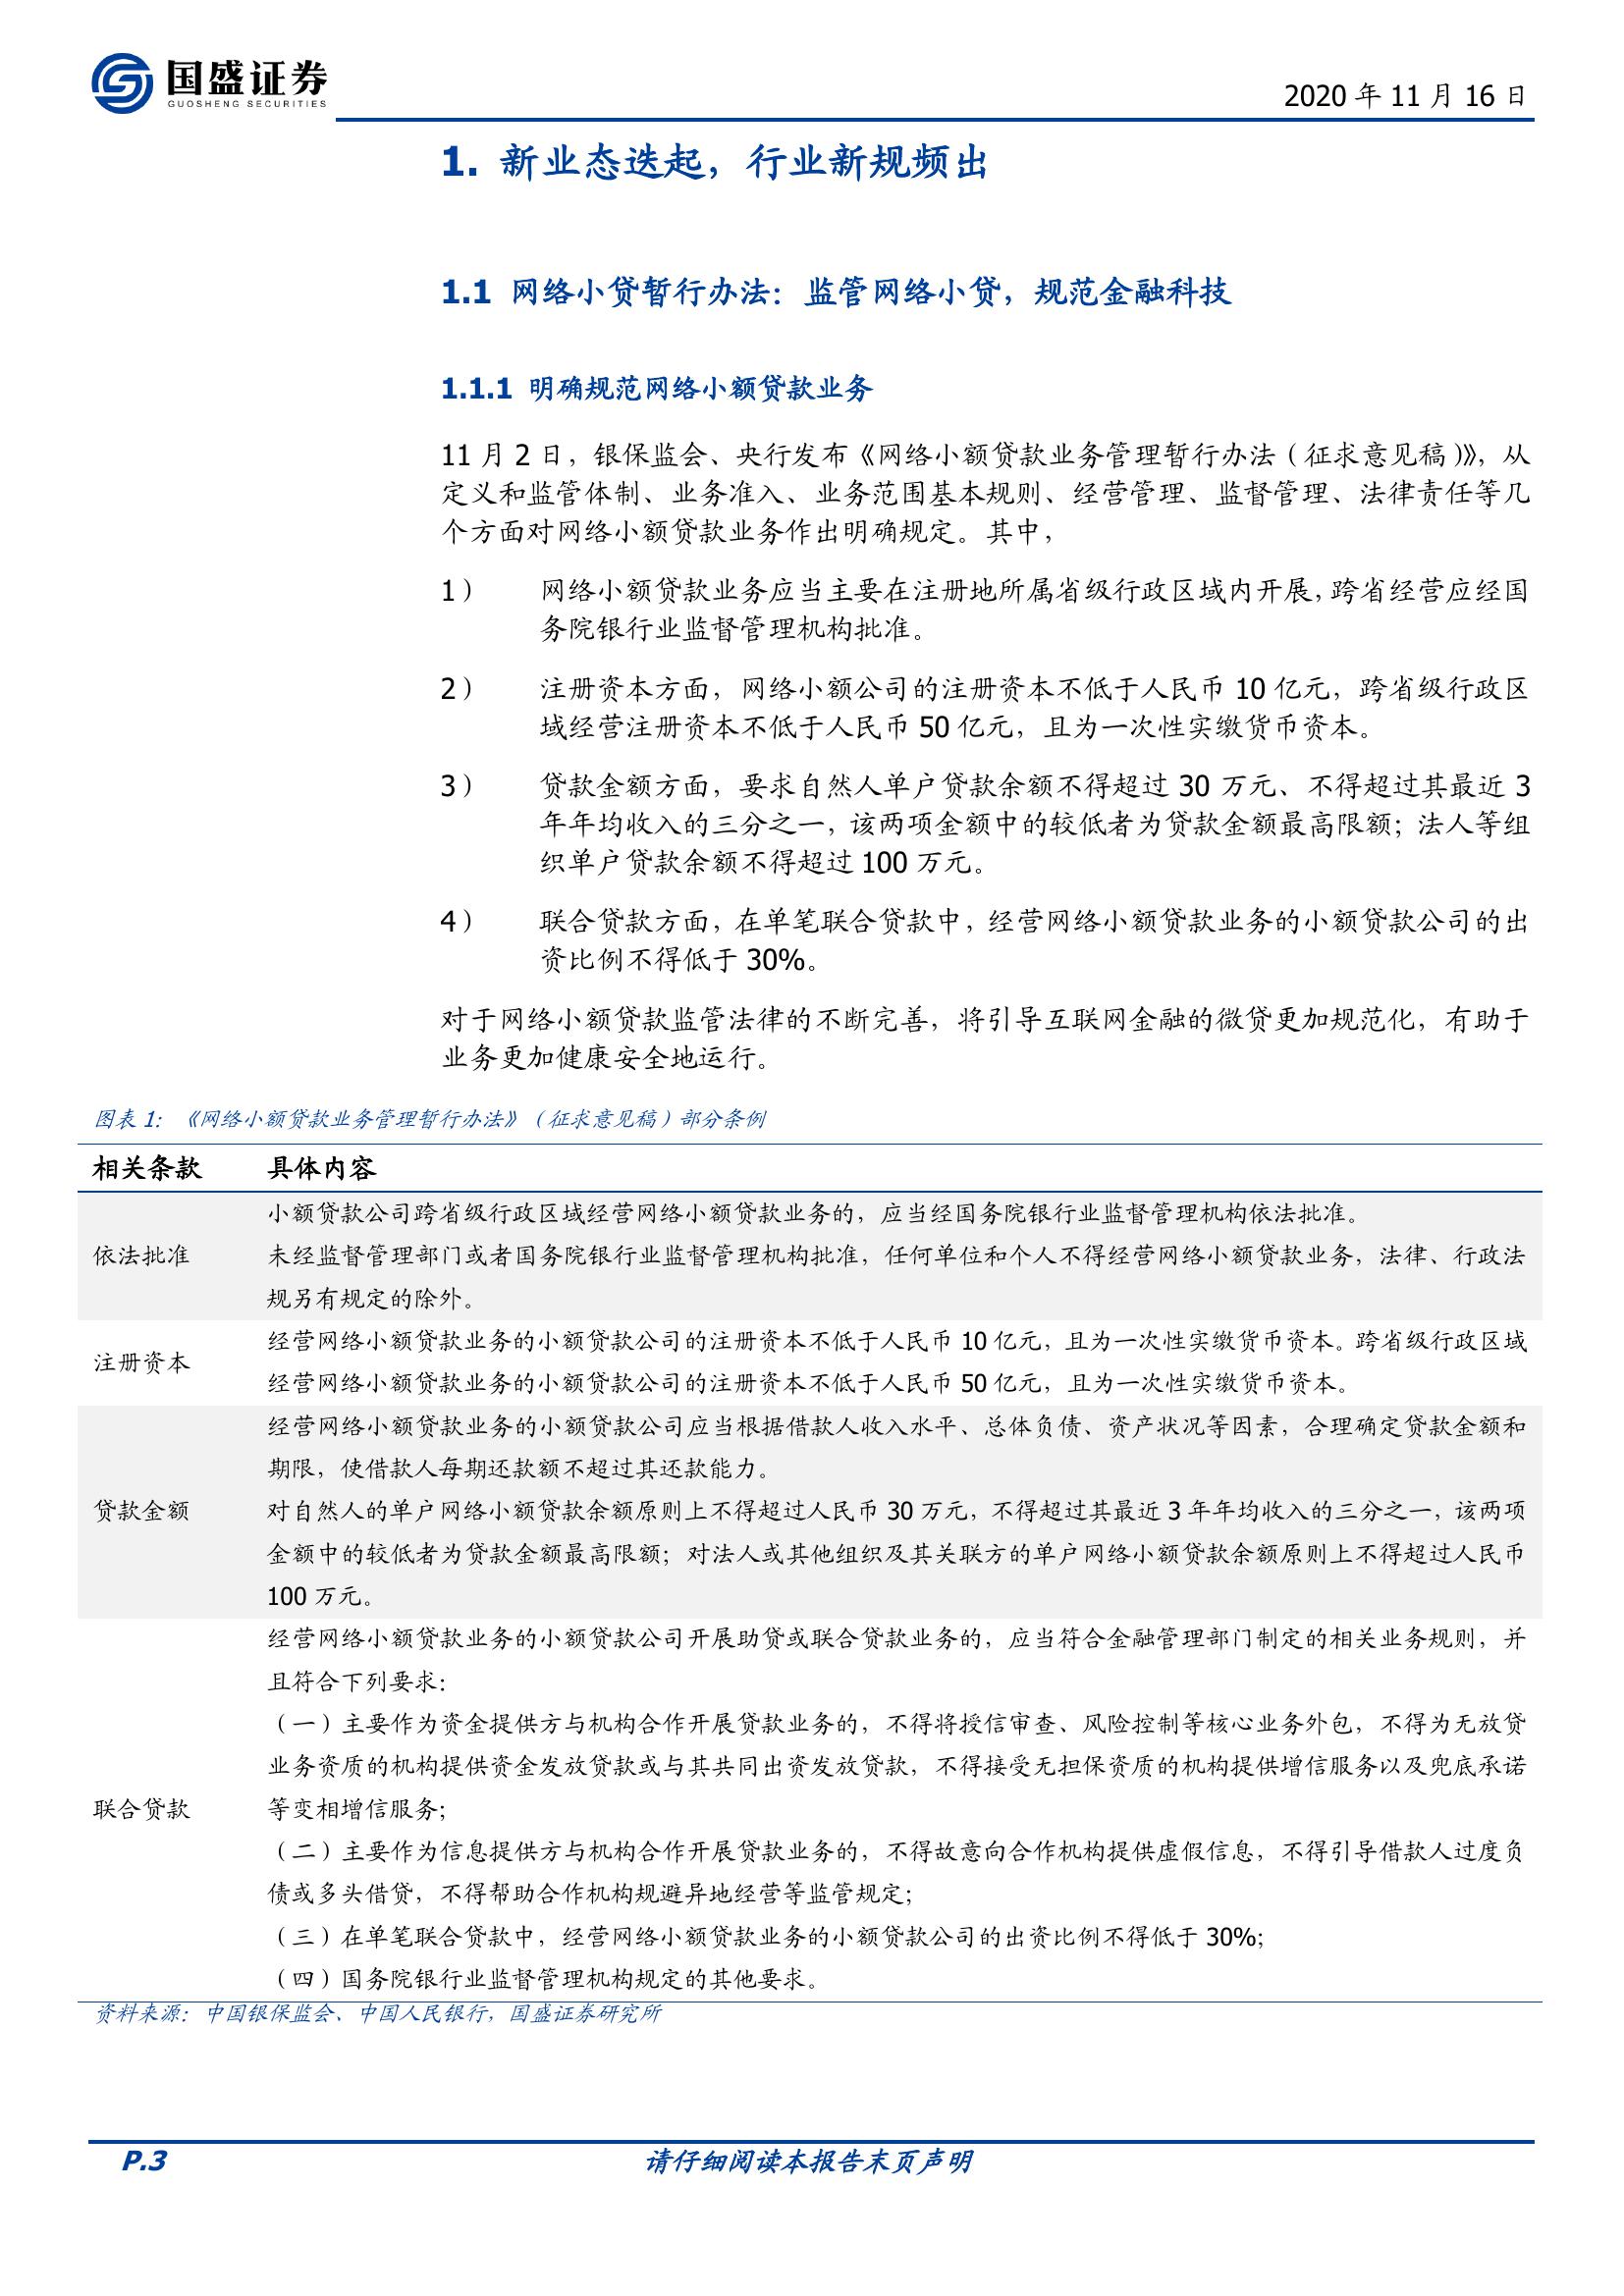 国盛证券
GUOSHENG SECURITIES
2020 年 11 月 16 日
1. 新业态迭起，行业新规频出
1.1 网络小贷暂行办法：监管网络小贷，规范金融科技
1.1.1 明确规范网络小额贷款业务
11 月 2 日，银保监会、央行发布《网络小额贷款业务管理暂行办法（征求意见稿）》，从
定义和监管体制、业务准入、业务范围基本规则、经营管理、监督管理、法律责任等几
个方面对网络小额贷款业务作出明确规定。其中，
1） 网络小额贷款业务应当主要在注册地所属省级行政区域内开展，跨省经营应经国
务院银行业监督管理机构批准。
2） 注册资本方面，网络小额公司的注册资本不低于人民币 10 亿元，跨省级行政区
域经营注册资本不低于人民币 50 亿元，且为一次性实缴货币资本。
3） 贷款金额方面，要求自然人单户贷款余额不得超过 30 万元、不得超过其最近 3
年年均收入的三分之一，该两项金额中的较低者为贷款金额最高限额；法人等组
织单户贷款余额不得超过 100 万元。
4） 联合贷款方面，在单笔联合贷款中，经营网络小额贷款业务的小额贷款公司的出
资比例不得低于 30%。
对于网络小额贷款监管法律的不断完善，将引导互联网金融的微贷更加规范化，有助于
业务更加健康安全地运行。
图表 1：《网络小额贷款业务管理暂行办法》（征求意见稿）部分条例
相关条款 具体内容
小额贷款公司跨省级行政区域经营网络小额贷款业务的，应当经国务院银行业监督管理机构依法批准。
依法批准 未经监督管理部门或者国务院银行业监督管理机构批准，任何单位和个人不得经营网络小额贷款业务，法律、行政法
规另有规定的除外。
注册资本 经营网络小额贷款业务的小额贷款公司的注册资本不低于人民币 10 亿元，且为一次性实缴货币资本。跨省级行政区域
经营网络小额贷款业务的小额贷款公司的注册资本不低于人民币 50 亿元，且为一次性实缴货币资本。
经营网络小额贷款业务的小额贷款公司应当根据借款人收入水平、总体负债、资产状况等因素，合理确定贷款金额和
期限，使借款人每期还款额不超过其还款能力。
贷款金额 对自然人的单户网络小额贷款余额原则上不得超过人民币 30 万元，不得超过其最近 3 年年均收入的三分之一，该两项
金额中的较低者为贷款金额最高限额；对法人或其他组织及其关联方的单户网络小额贷款余额原则上不得超过人民币
100 万元。
经营网络小额贷款业务的小额贷款公司开展助贷或联合贷款业务的，应当符合金融管理部门制定的相关业务规则，并
且符合下列要求：
（一）主要作为资金提供方与机构合作开展贷款业务的，不得将授信审查、风险控制等核心业务外包，不得为无放贷
业务资质的机构提供资金发放贷款或与其共同出资发放贷款，不得接受无担保资质的机构提供增信服务以及兜底承诺
联合贷款 等变相增信服务；
（二）主要作为信息提供方与机构合作开展贷款业务的，不得故意向合作机构提供虚假信息，不得引导借款人过度负
债或多头借贷，不得帮助合作机构规避异地经营等监管规定；
（三）在单笔联合贷款中，经营网络小额贷款业务的小额贷款公司的出资比例不得低于 30%；
（四）国务院银行业监督管理机构规定的其他要求。
资料来源：中国银保监会、中国人民银行，国盛证券研究所
P.3 请仔细阅读本报告末页声明